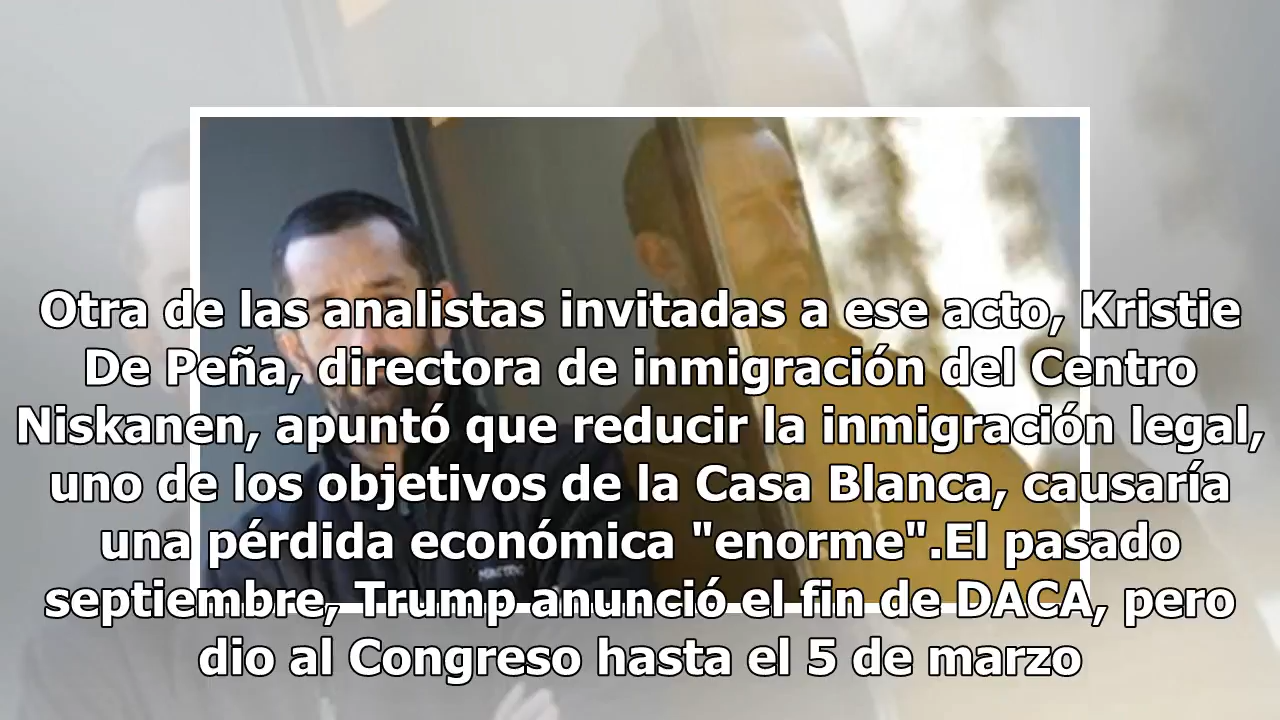 Otra de las analistas invitadas a ese acto, Kristie
De Peña, directora de inmigración del Centro
Niskanen, apuntó que reducir la inmigración legal,
uno de los objetivos de la Casa Blanca, causaría
una pérdida económica "enorme".El pasado
septiembre, Trump anunció el fin de DACA, pero
dio al Congreso hasta el 5 de marzo